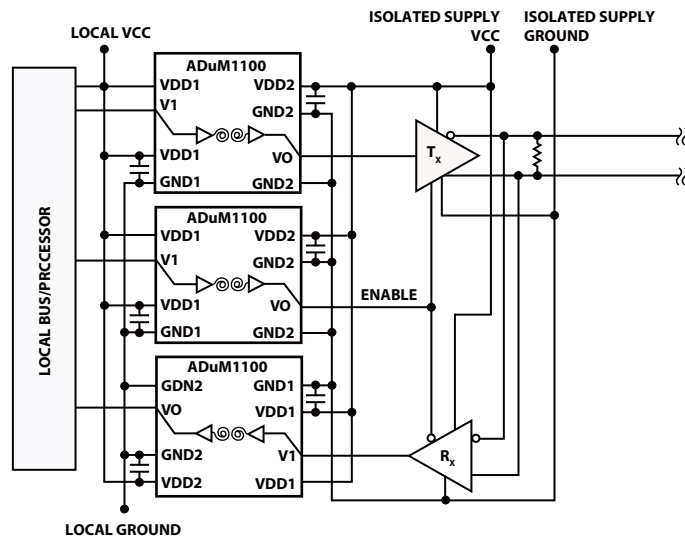 LOCAL VCC
ISOLATED SUPPLY
VCC
ISOLATED SUPPLY
GROUND
LOCAL BUS/PRCCESSOR
ADuM1100
VDD1
V1
VDD1
GND1
VDD2
GND2
VO
GND2
Tx
ADuM1100
VDD1
V1
VDD1
GND1
VDD2
GND2
VO
GND2
ENABLE
ADuM1100
GDN2
VO
GND2
VDD2
GND1
VDD1
V1
VDD1
Rx
LOCAL GROUND